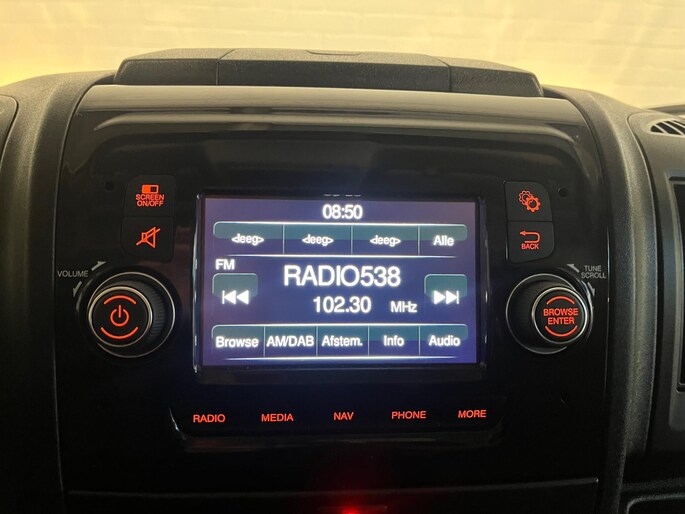 SCREEN
ON/OFF
VOLUME
08:50
<leeg> <leeg> <leeg> Alle
FM
RADIO538
102.30 MHz
Browse AM/DAB Afstem. Info Audio
BACK
TUNE
SCROLL
BROWSE
ENTER
RADIO MEDIA NAV PHONE MORE